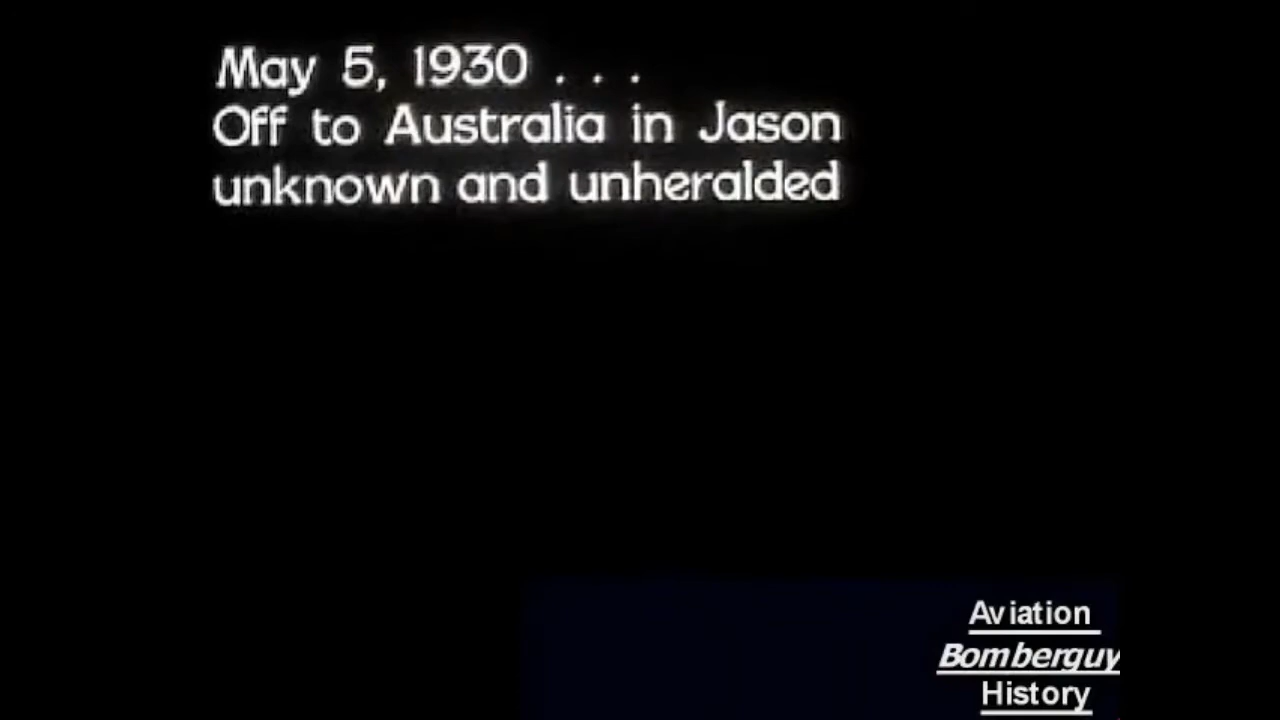 May 5, 1930 . . .
Off to Australia in Jason
unknown and unheralded
Aviation
Bomberguy
History